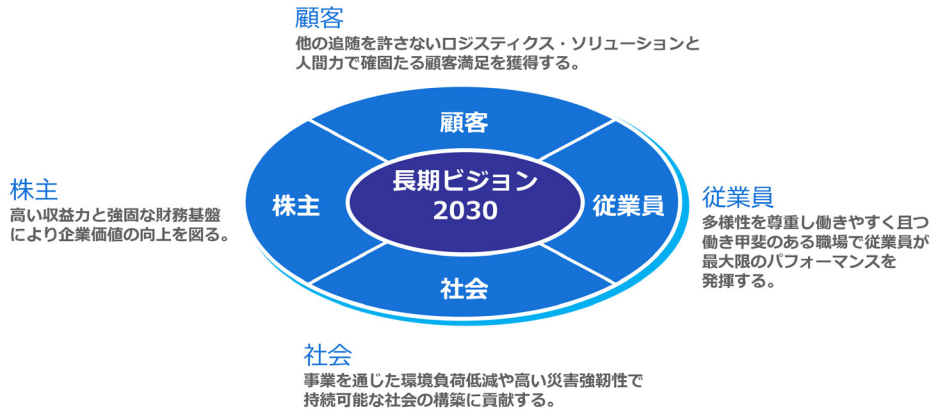 顧客
他の追随を許さないロジスティクス・ソリューションと
人間力で確固たる顧客満足を獲得する。
顧客
株主
高い収益力と強固な財務基盤
により企業価値の向上を図る。
株主
長期ビジョン
2030
従業員
従業員
多様性を尊重し働きやすく且つ
働き甲斐のある職場で従業員が
最大限のパフォーマンスを
発揮する。
社会
社会
事業を通じた環境負荷低減や高い災害強靭性で
持続可能な社会の構築に貢献する。